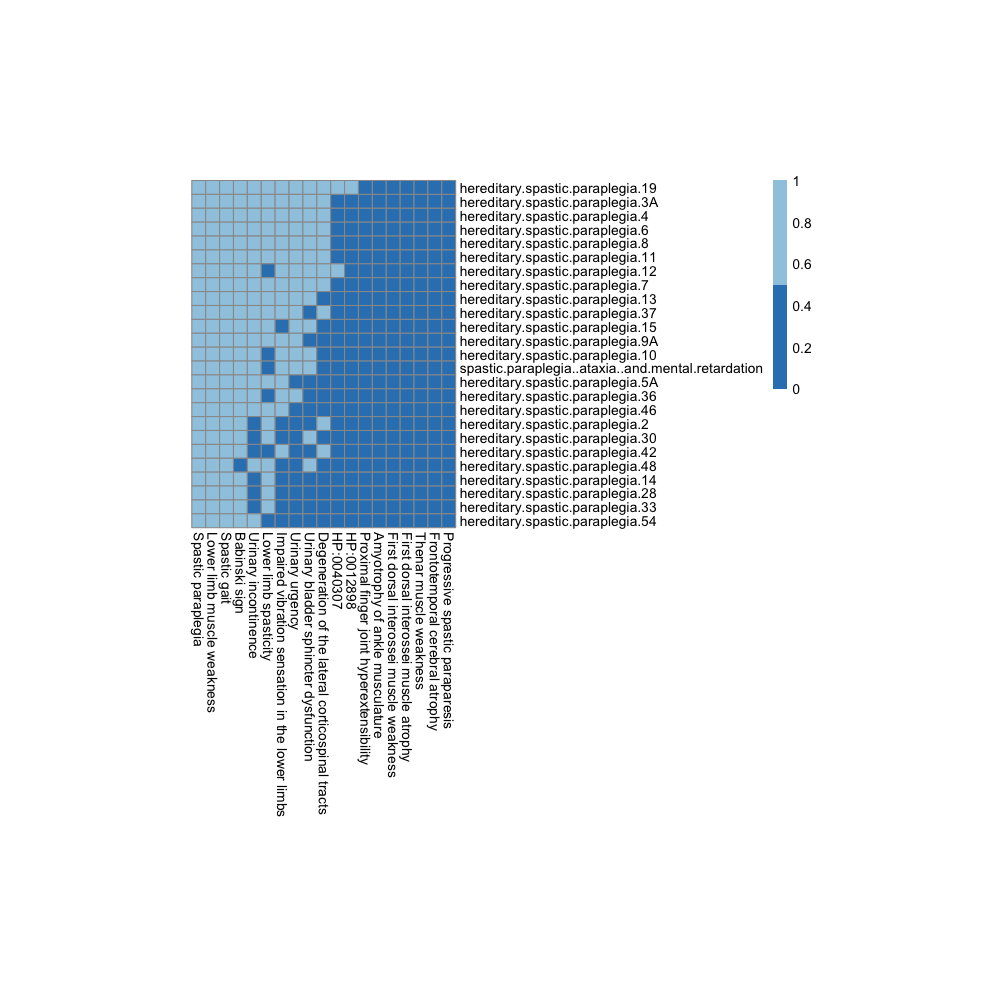 hereditary.spastic.paraplegia.19
hereditary.spastic.paraplegia.3A
hereditary.spastic.paraplegia.4
hereditary.spastic.paraplegia.6
hereditary.spastic.paraplegia.8
hereditary.spastic.paraplegia.11
hereditary.spastic.paraplegia.12
hereditary.spastic.paraplegia.7
hereditary.spastic.paraplegia.13
hereditary.spastic.paraplegia.37
hereditary.spastic.paraplegia.15
hereditary.spastic.paraplegia.9A
hereditary.spastic.paraplegia.10
spastic.paraplegia..ataxia..and.mental.retardation
hereditary.spastic.paraplegia.5A
hereditary.spastic.paraplegia.36
hereditary.spastic.paraplegia.46
hereditary.spastic.paraplegia.2
hereditary.spastic.paraplegia.30
hereditary.spastic.paraplegia.42
hereditary.spastic.paraplegia.48
hereditary.spastic.paraplegia.14
hereditary.spastic.paraplegia.28
hereditary.spastic.paraplegia.33
hereditary.spastic.paraplegia.54
Spastic paraplegia
Lower limb muscle weakness
Spastic gait
Babinski sign
Urinary incontinence
Lower limb spasticity
Impaired vibration sensation in the lower limbs
Urinary urgency
Urinary bladder sphincter dysfunction
Degeneration of the lateral corticospinal tracts
HP:0040307
HP:0012898
Proximal finger joint hyperextensibility
Amyotrophy of ankle musculature
First dorsal interossei muscle weakness
First dorsal interossei muscle atrophy
Thenar muscle weakness
Frontotemporal cerebral atrophy
Progressive spastic paraparesis
1
0.8
0.6
0.4
0.2
0